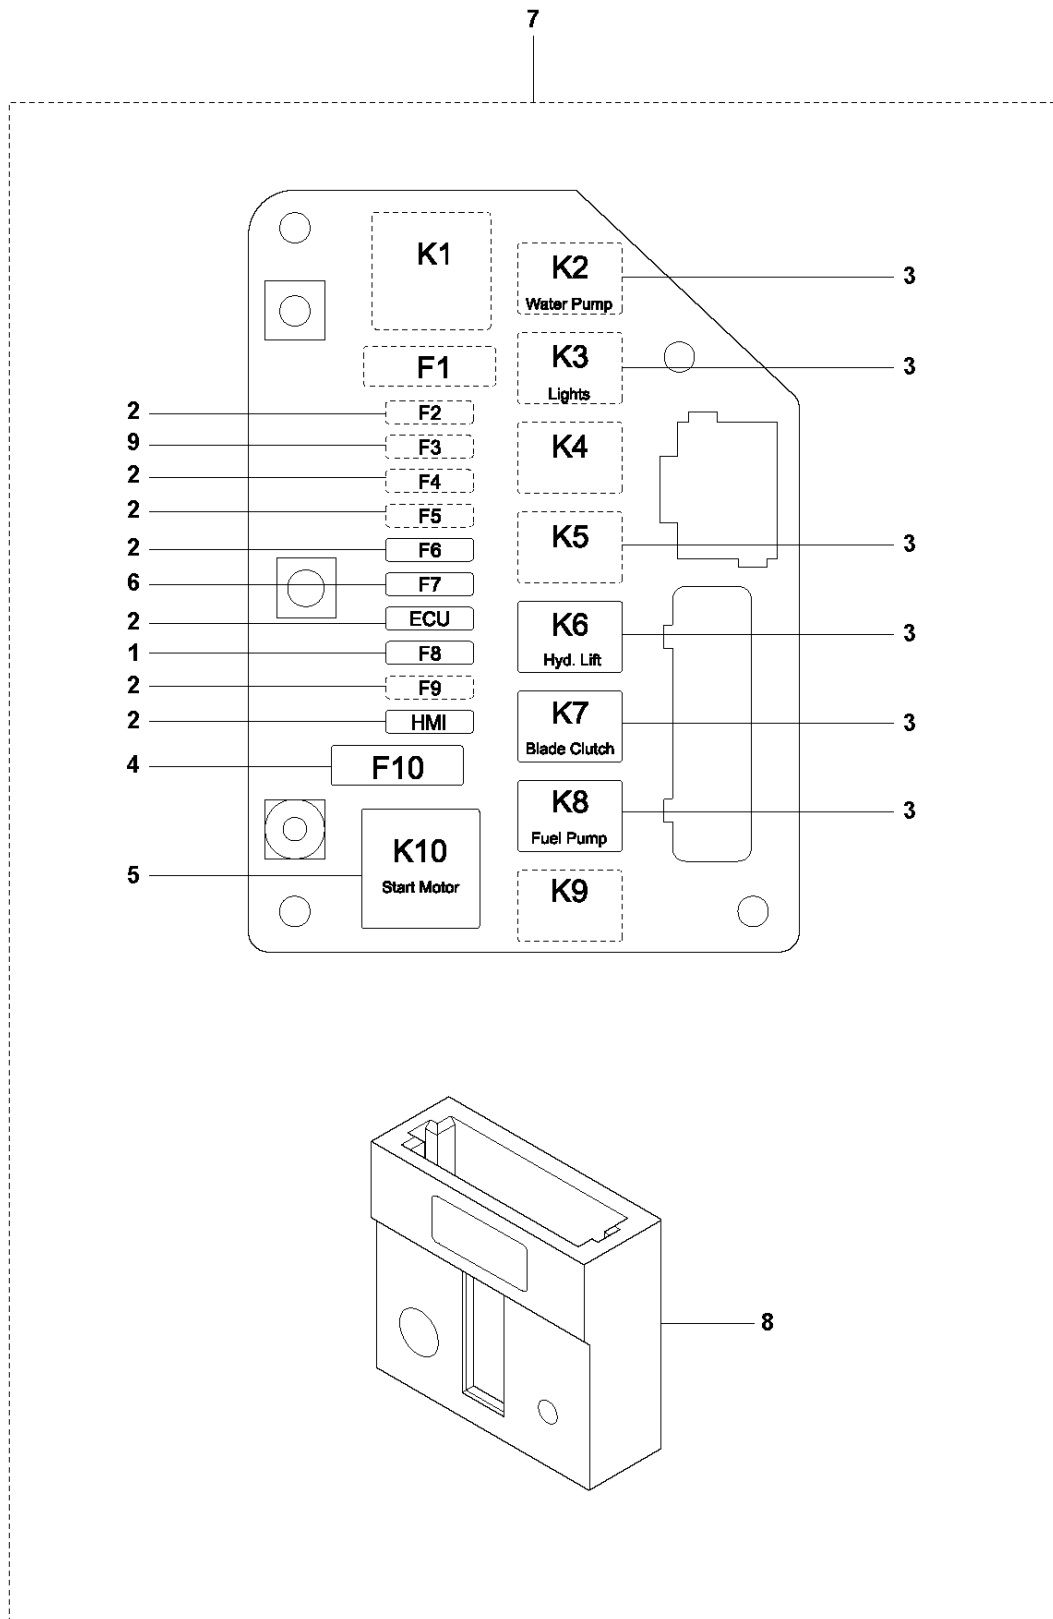 7
K1
K2
Water Pump
3
F1
K3
Lights
3
2
F2
9
F3
K4
2
F4
2
F5
K5
3
2
F6
6
F7
2
ECU
K6
Hyd. Lift
3
1
F8
2
F9
2
HMI
K7
Blade Clutch
3
4
F10
K8
Fuel Pump
3
5
K10
Start Motor
K9
8